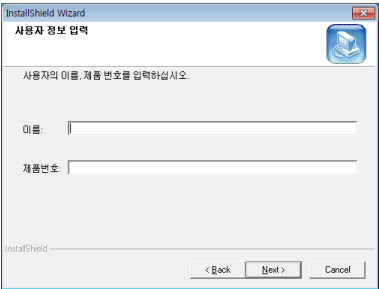 InstallShield Wizard
사용자 정보 입력
사용자의 이름, 제품 번호를 입력하십시오.
이름:
제품번호:
InstallShield
< Back
Next >
Cancel